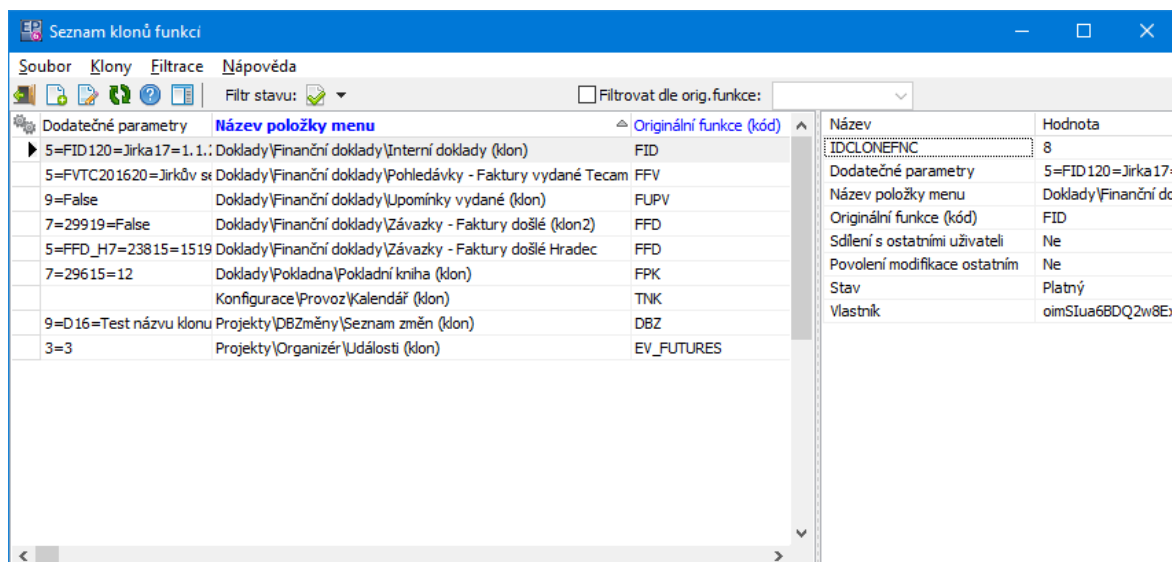 Seznam klonů funkcí
Soubor Klony Filtrace Nápověda
Filtr stavu: Filtrovat dle orig.funkce:
Dodatečné parametry Název položky menu Originální funkce (kód)
5=FID120=Jirka17=1.1. Doklady\Finanční doklady\Interní doklady (klon) FID
5=FVTC201620=Jirkův Doklady\Finanční doklady\Pohledávky - Faktury vydané Tecam FFV
9=False Doklady\Finanční doklady\Upomínky vydané (klon) FUPV
7=29919=False Doklady\Finanční doklady\Závazky - Faktury došlé (klon2) FFD
5=FFD_H7=23815=1519 Doklady\Finanční doklady\Závazky - Faktury došlé Hradec FFD
7=29615=12 Doklady\Pokladna\Pokladní kniha (klon) FPK
Konfigurace\Provoz\Kalendář (klon) TNK
9=D16=Test názvu klonu Projekty\DBZměny\Seznam změn (klon) DBZ
3=3 Projekty\Organizér\Události (klon) EV_FUTURES
Název Hodnota
IDCLONEFNC 8
Dodatečné parametry 5=FID120=Jirka17=
Název položky menu Doklady\Finanční do
Originální funkce (kód) FID
Sdílení s ostatními uživateli Ne
Povolení modifikace ostatním Ne
Stav Platný
Vlastník oimSIua6BDQ2w8Ex